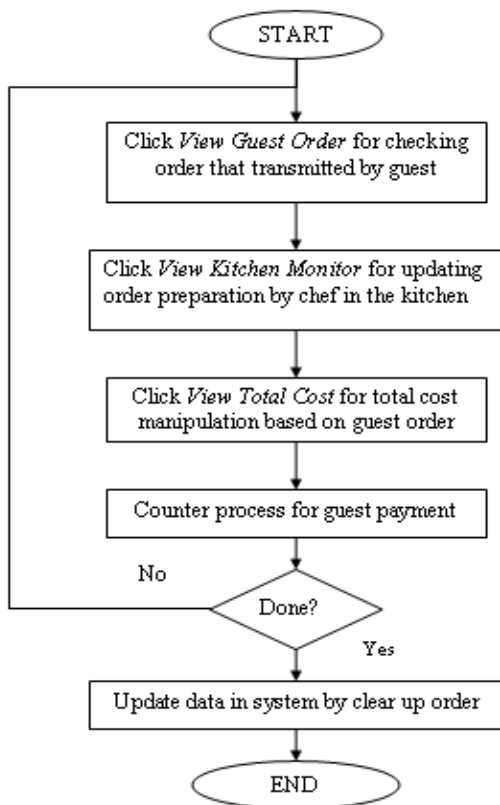 START
Click View Guest Order for checking
order that transmitted by guest
Click View Kitchen Monitor for updating
order preparation by chef in the kitchen
Click View Total Cost for total cost
manipulation based on guest order
Counter process for guest payment
No
Done?
Yes
Update data in system by clear up order
END